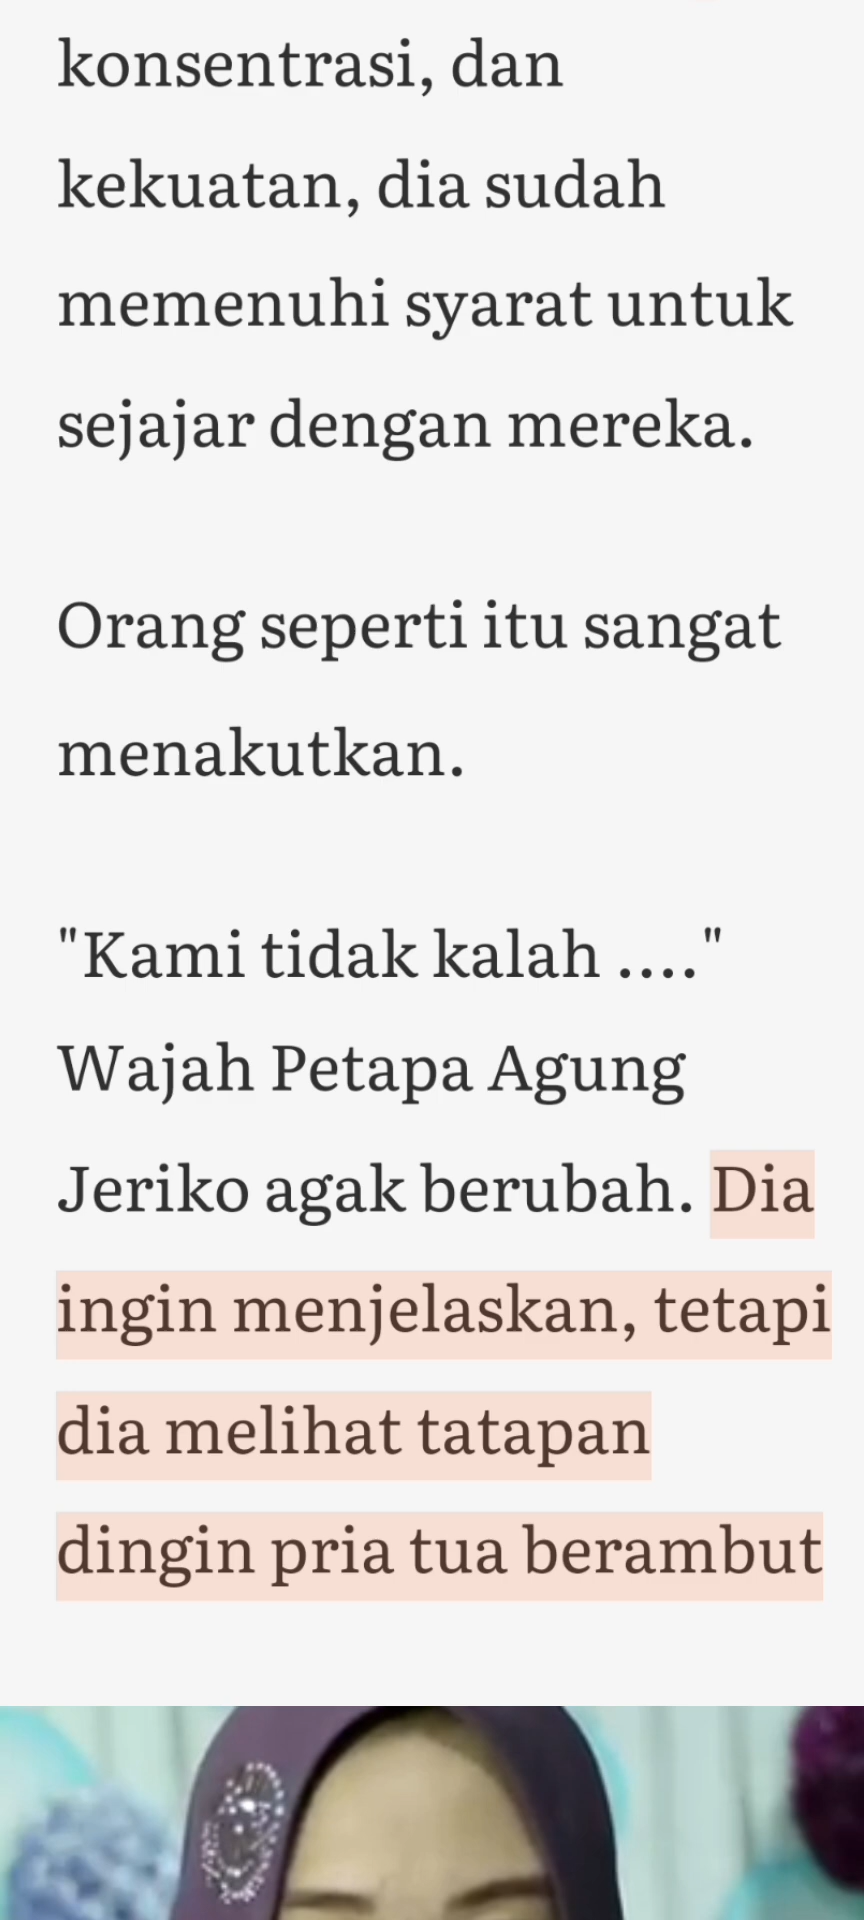 konsentrasi, dan
kekuatan, dia sudah
memenuhi syarat untuk
sejajar dengan mereka.
Orang seperti itu sangat
menakutkan.
"Kami tidak kalah ...."
Wajah Petapa Agung
Jeriko agak berubah. Dia
ingin menjelaskan, tetapi
dia melihat tatapan
dingin pria tua berambut